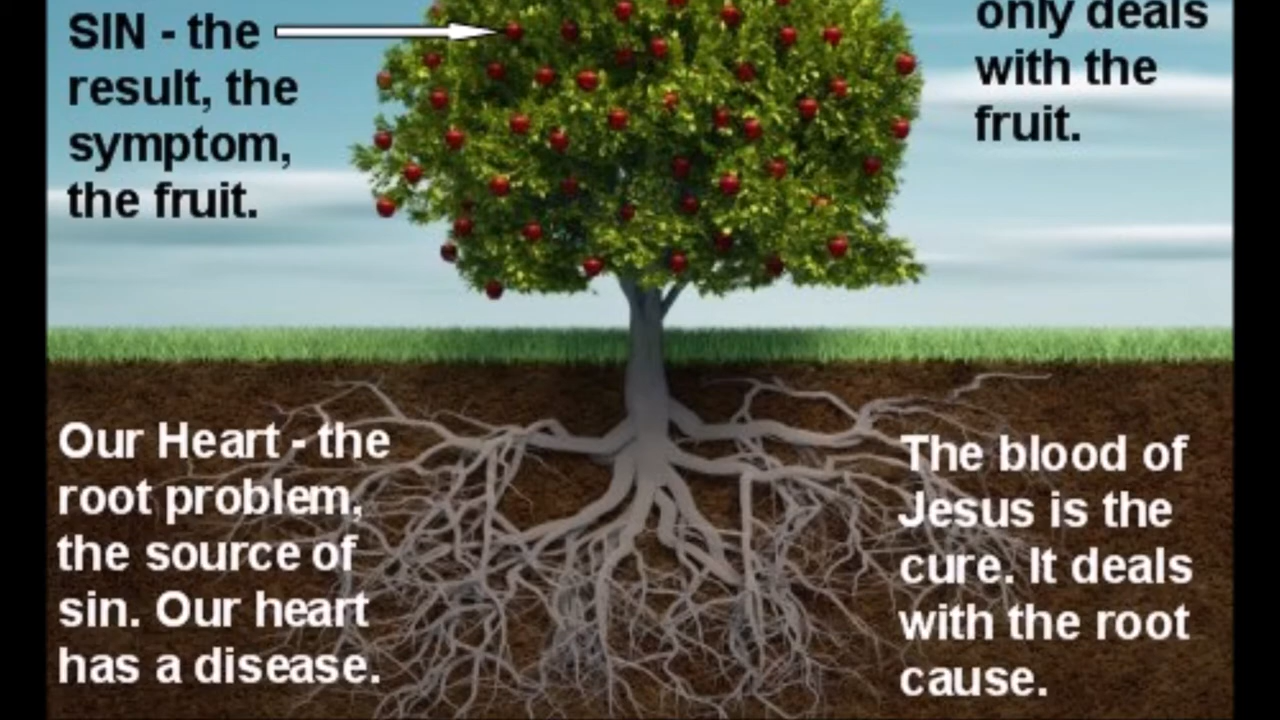 SIN - the
result, the
symptom,
the fruit.
only deals
with the
fruit.
Our Heart - the
root problem,
the source of
sin. Our heart
has a disease.
The blood of
Jesus is the
cure. It deals
with the root
cause.